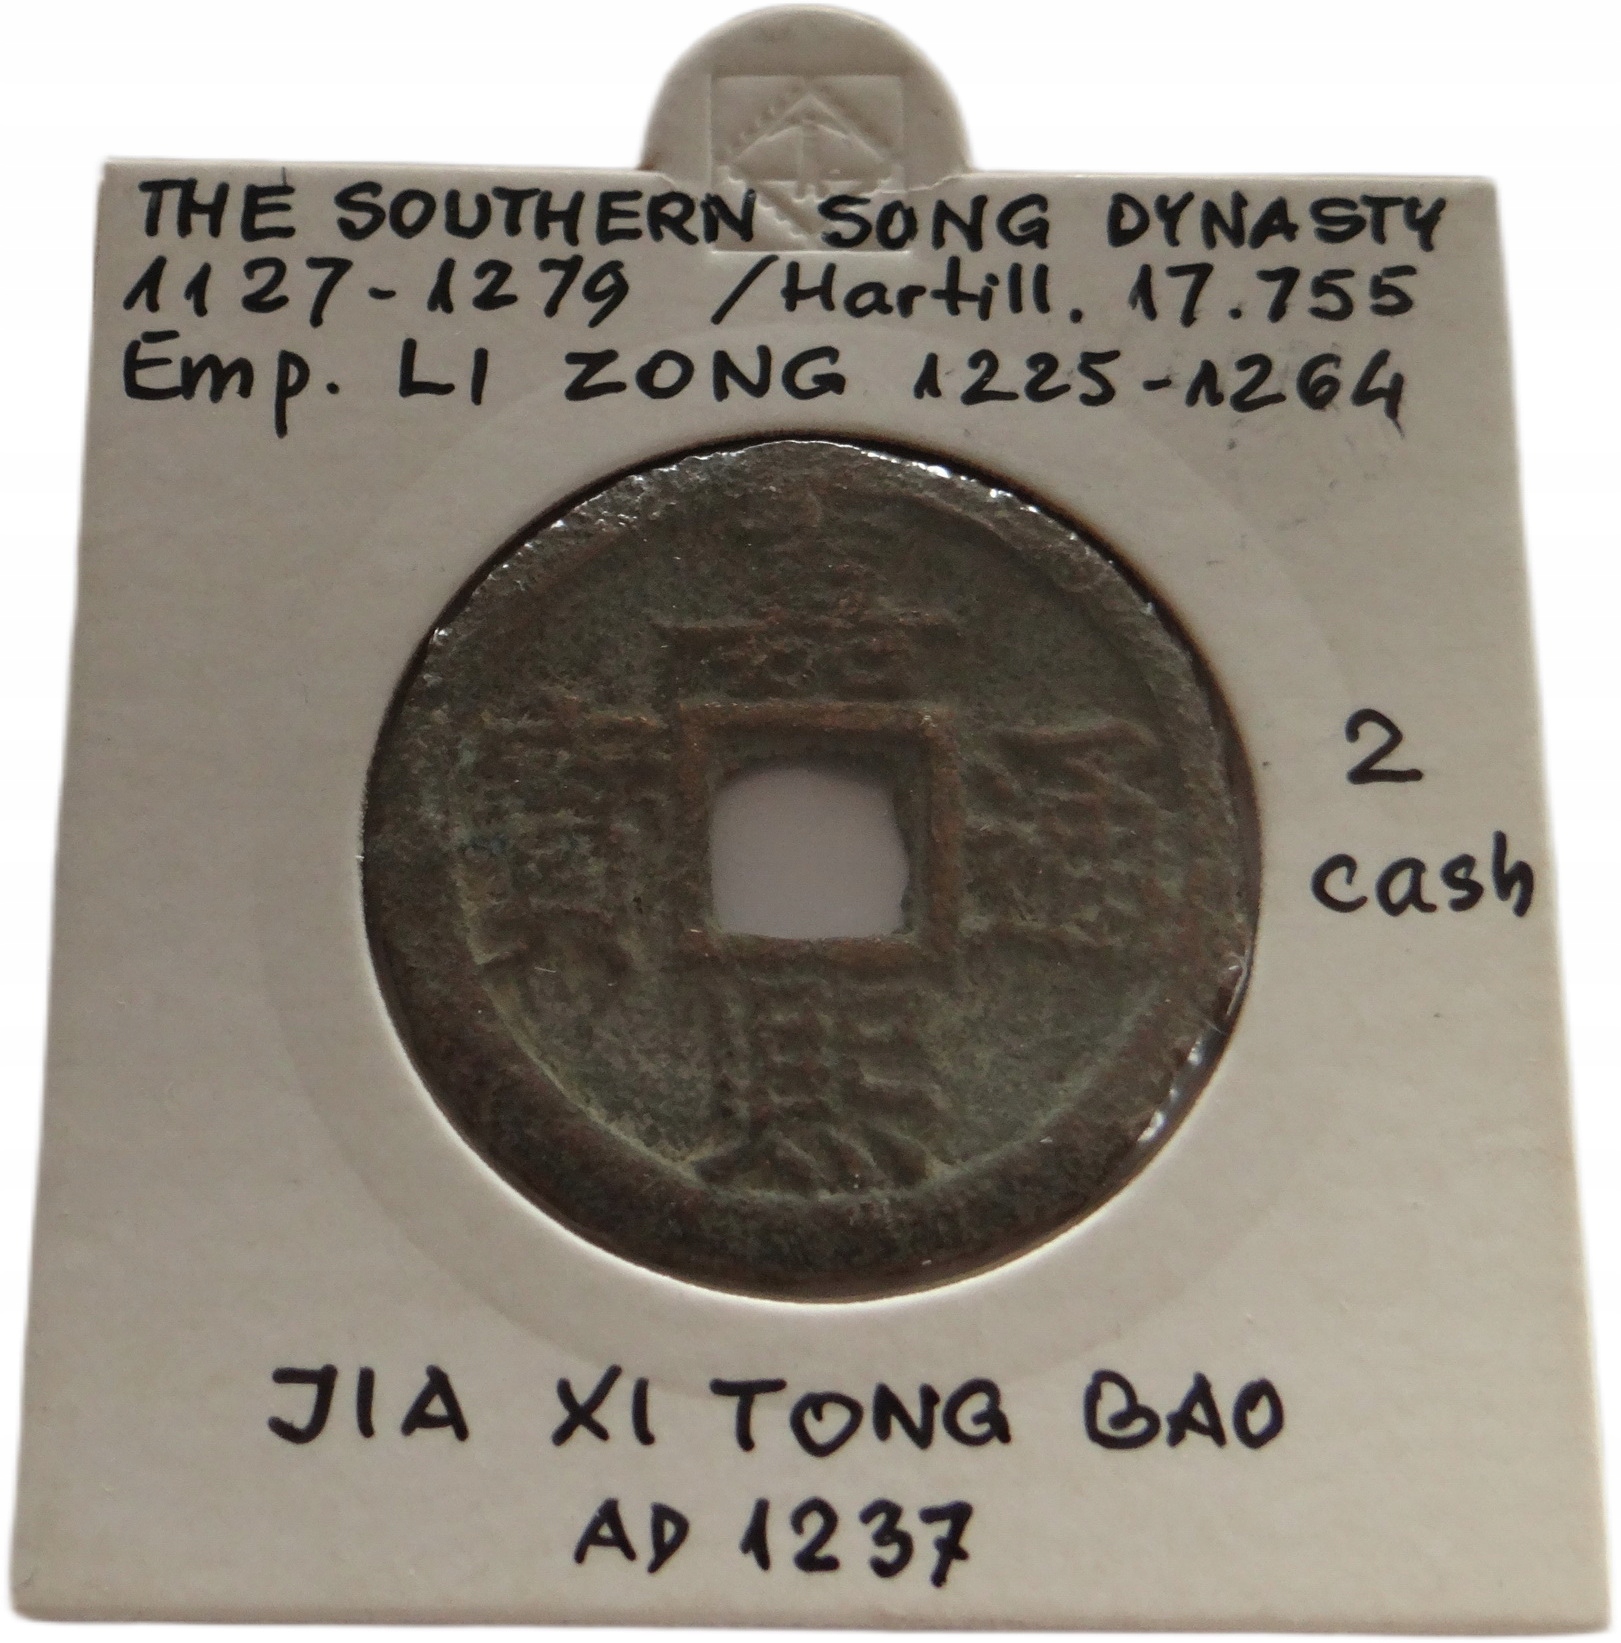 THE SOUTHERN SONG DYNASTY
1127-1279 /Hartill. 17.755
Emp. LI ZONG 1225-1264
2
cash
JIA XI TONG BAO
AD 1237